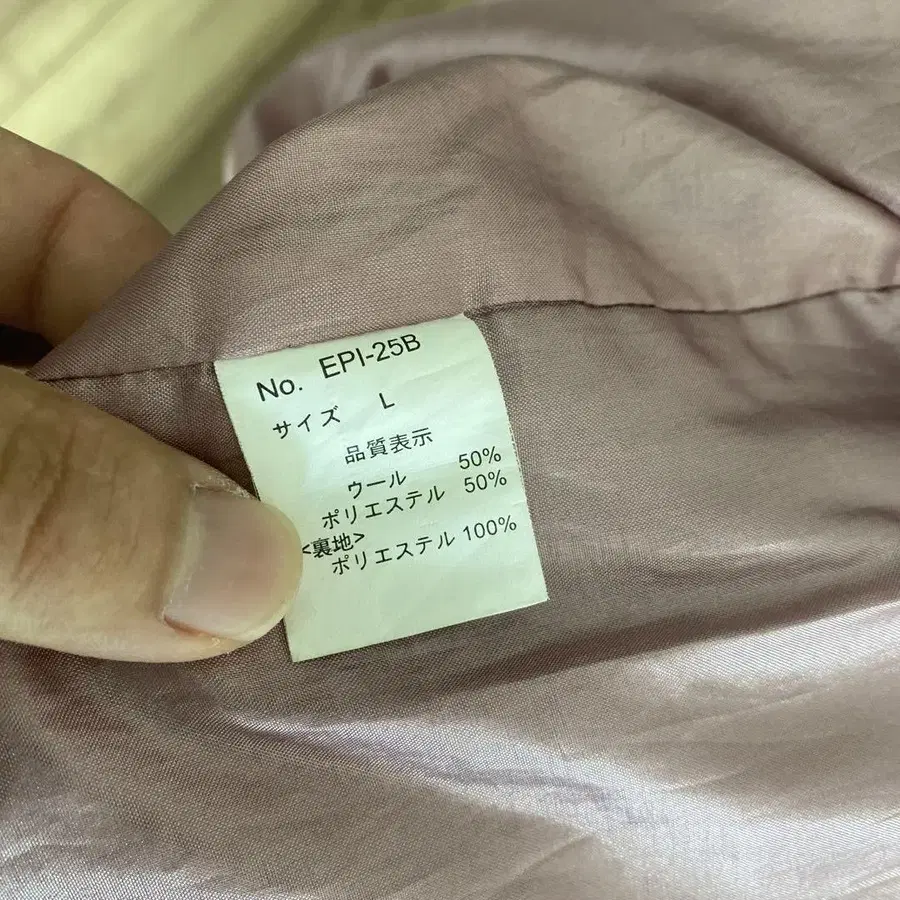 No. EPI-25B
サイズ L
品質表示
ウール 50%
ポリエステル 50%
<裏地>
ポリエステル 100%